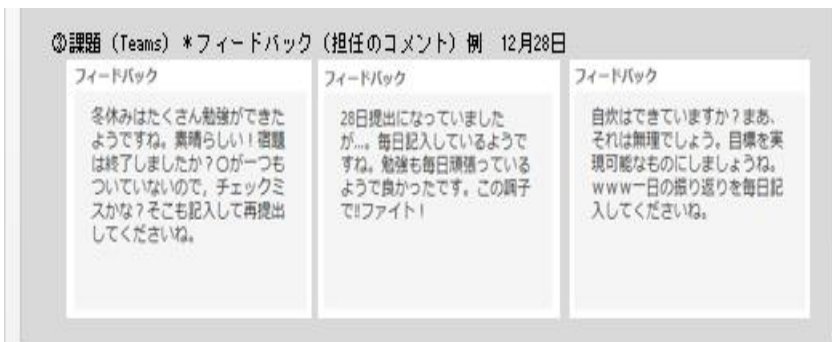 ③課題（Teams）＊フィードバック（担任のコメント）例　12月28日
フィードバック
冬休みはたくさん勉強ができた
ようですね。素晴らしい！宿題
は終了しましたか？〇が一つも
ついていないので，チェックミ
スかな？そこも記入して再提出
してくださいね。
フィードバック
28日提出になっていました
が…。毎日記入しているようで
すね。勉強も毎日頑張っている
ようで良かったです。この調子
で!!ファイト！
フィードバック
自炊はできていますか？まあ、
それは無理でしょう。目標を実
現可能なものにしましょうね。
www一日の振り返りを毎日記
入してくださいね。